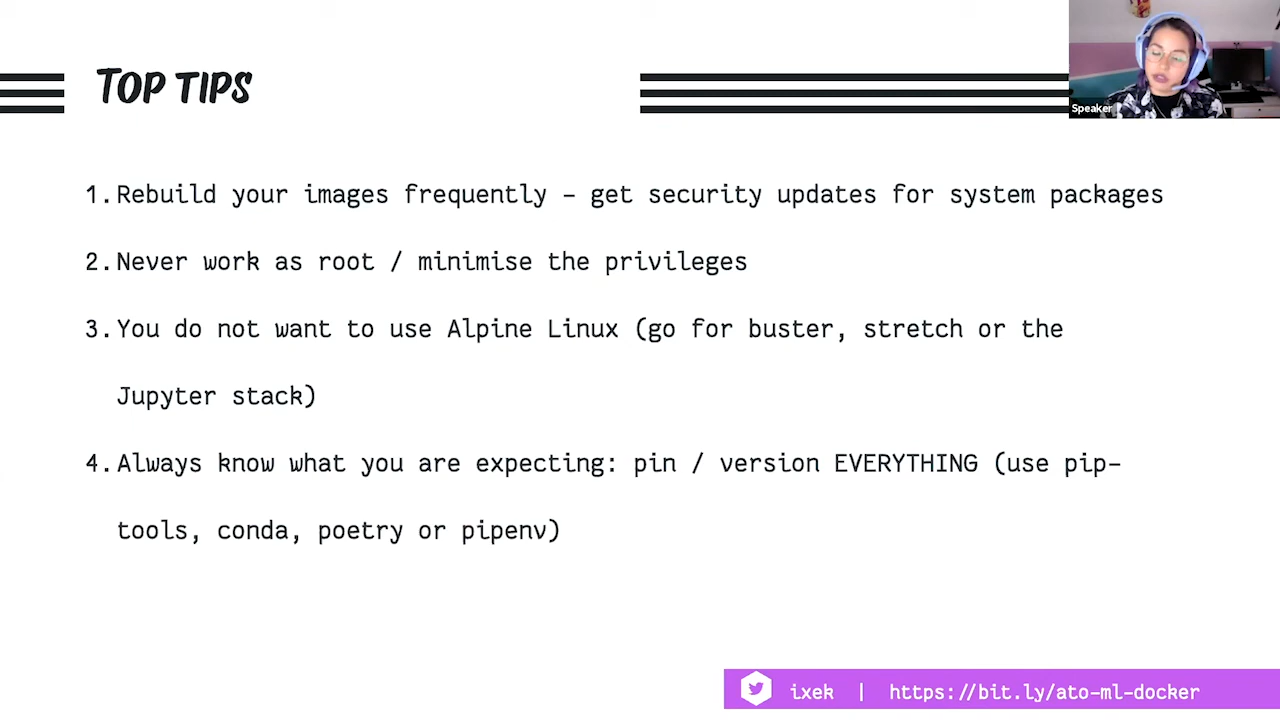 TOP TIPS
Speaker
1. Rebuild your images frequently – get security updates for system packages
2. Never work as root / minimise the privileges
3. You do not want to use Alpine Linux (go for buster, stretch or the
Jupyter stack)
4. Always know what you are expecting: pin / version EVERYTHING (use pip-
tools, conda, poetry or pipenv)
ixek | https://bit.ly/ato-ml-docker